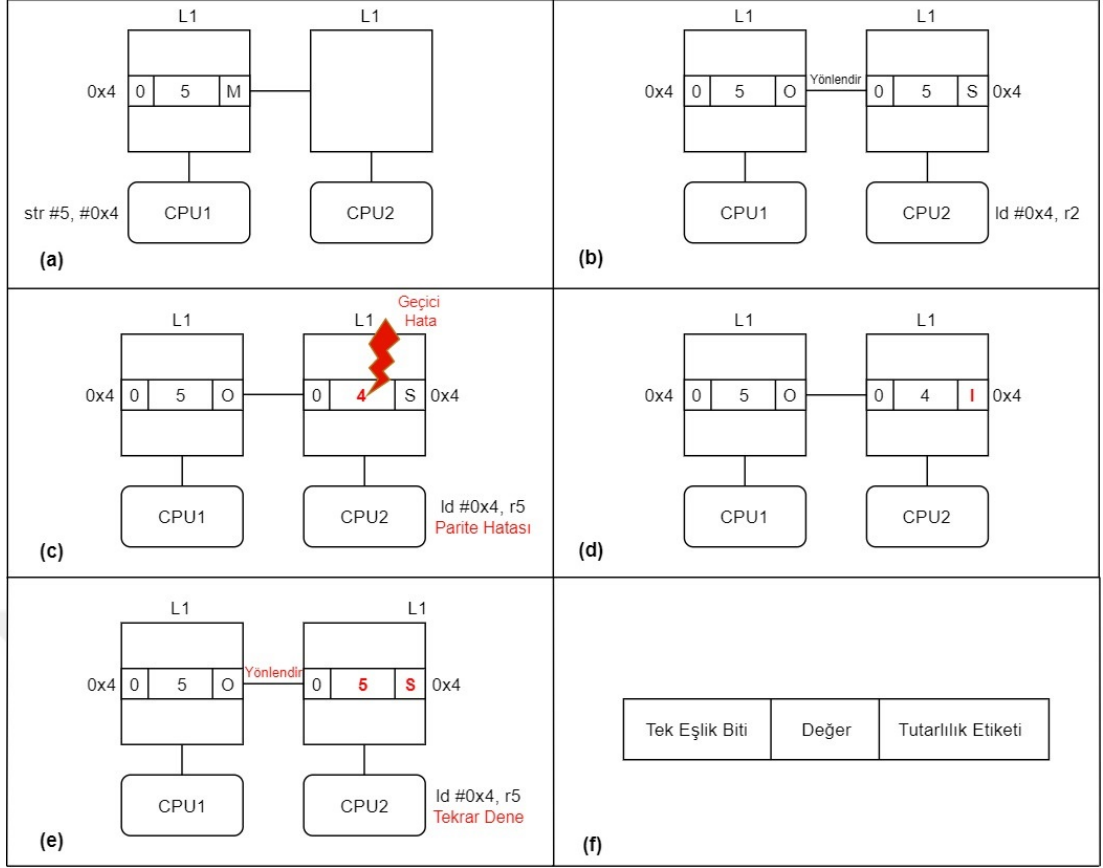 L1 L1
0x4 0 5 M
str #5, #0x4 CPU1 CPU2
(a)
L1 L1
0x4 0 5 O Yönlendir 0 5 S 0x4
CPU1 CPU2 ld #0x4, r2
(b)
Geçici
L1 L1 Hata
0x4 0 5 O 0 4 S 0x4
CPU1 CPU2 ld #0x4, r5
Parite Hatası
(c)
L1 L1
0x4 0 5 O 0 4 I 0x4
CPU1 CPU2
(d)
L1 L1
0x4 0 5 O Yönlendir 0 5 S 0x4
CPU1 CPU2 ld #0x4, r5
Tekrar Dene
(e)
Tek Eşlik Biti Değer Tutarlılık Etiketi
(f)